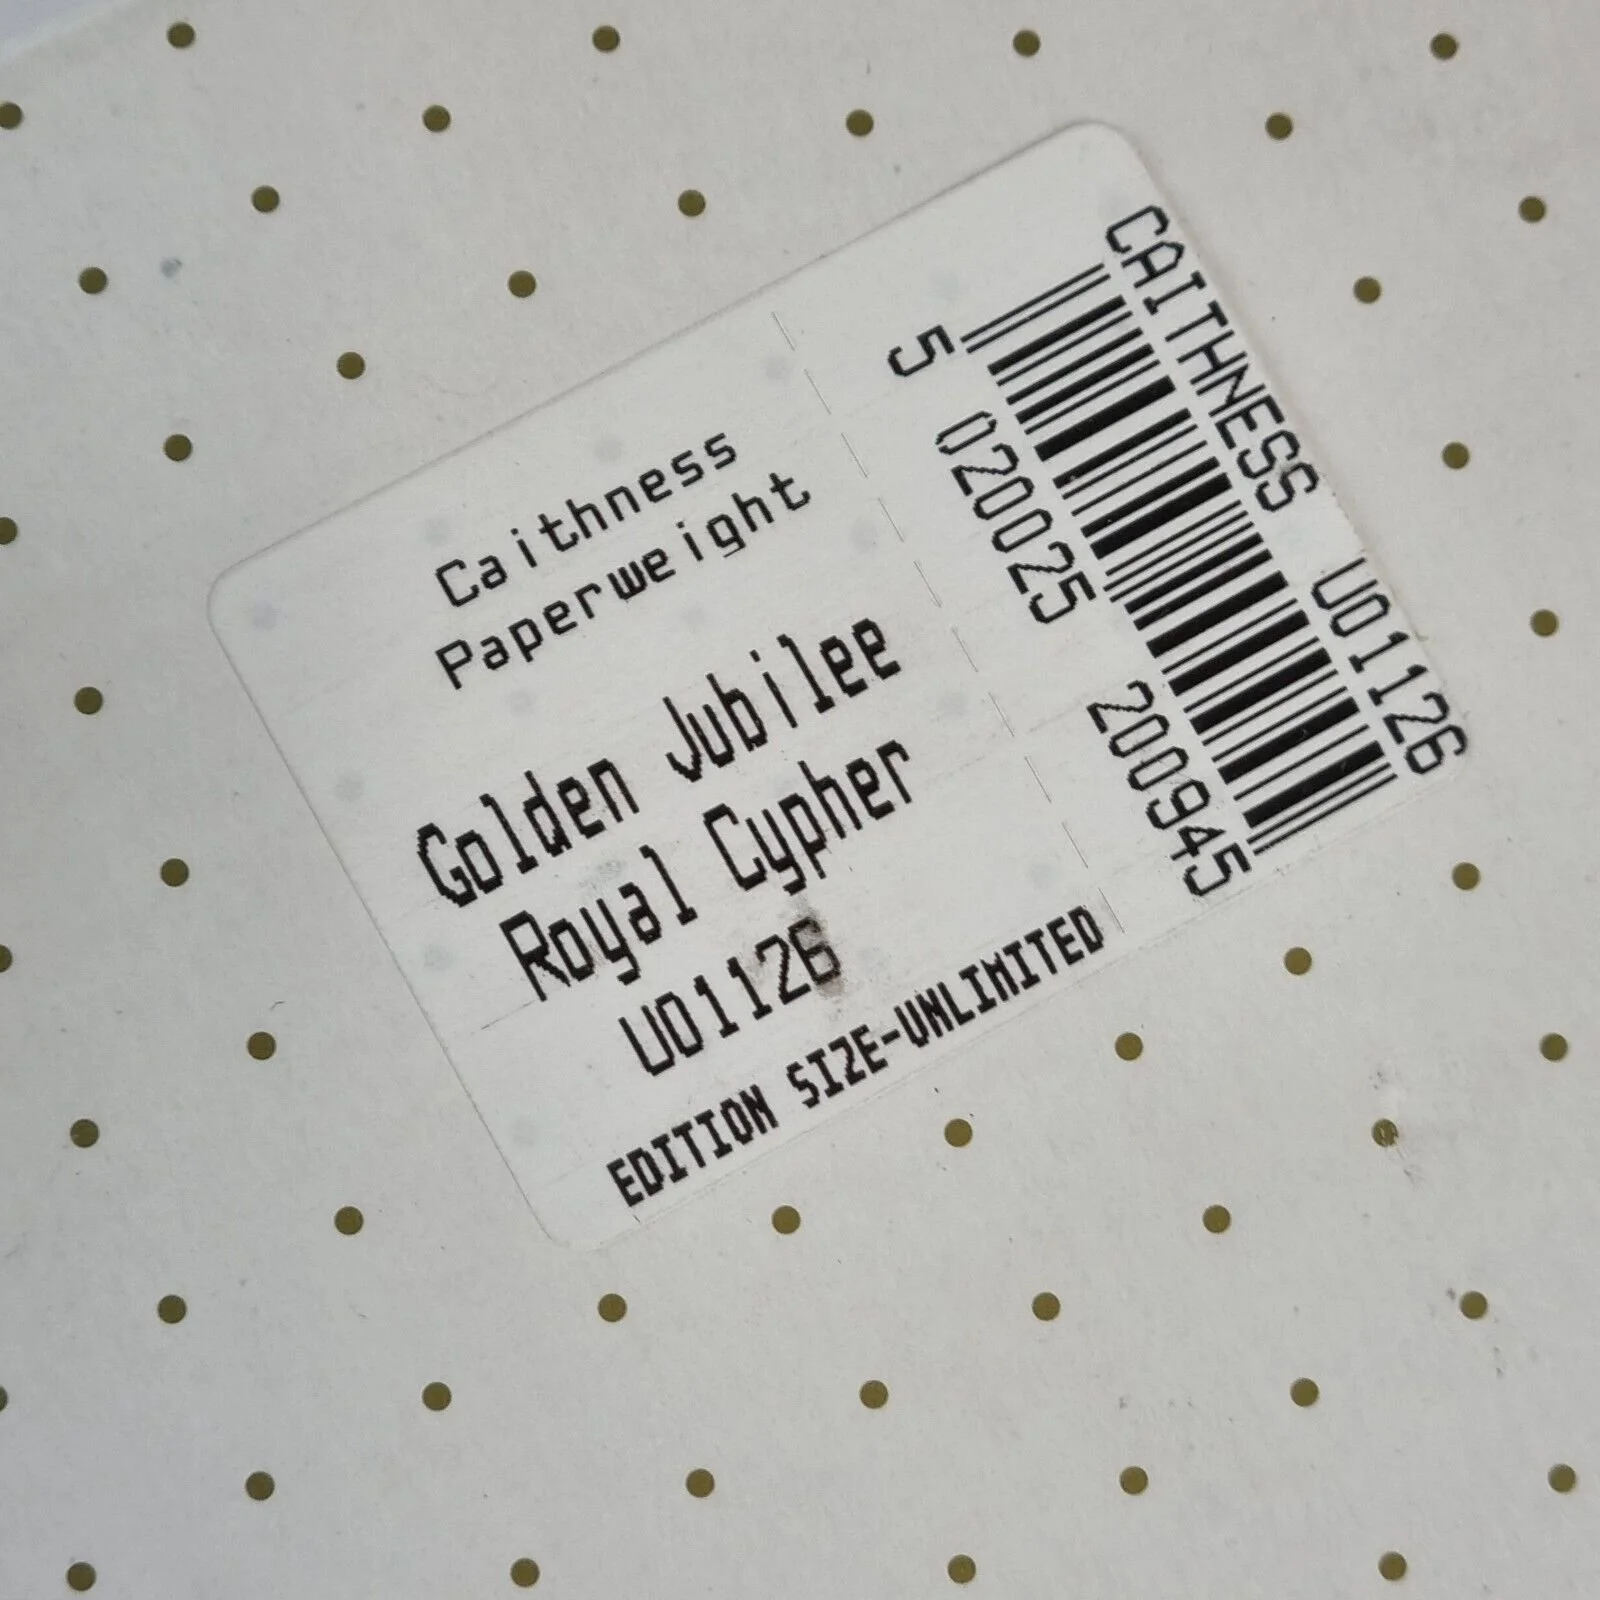 Caithness
Paperweight
Golden Jubilee
Royal Cypher
U01126
EDITION SIZE-UNLIMITED
CAITHNESS U01126
5 020025 200945